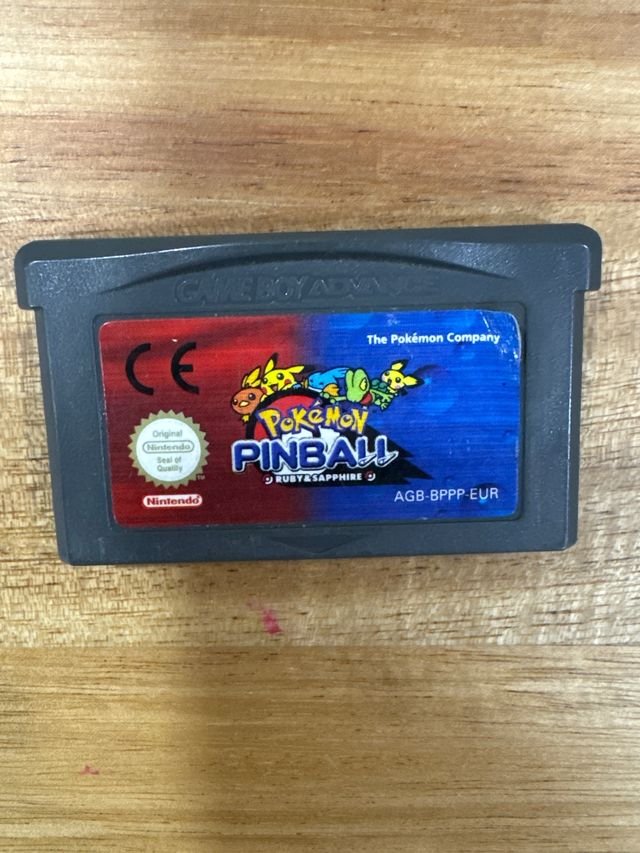 GAME BOY ADVANCE
CE
The Pokémon Company
POKéMON
PINBALL
RUBY & SAPPHIRE
Original
Nintendo
Seal of
Quality
TM
Nintendo
AGB-BPPP-EUR